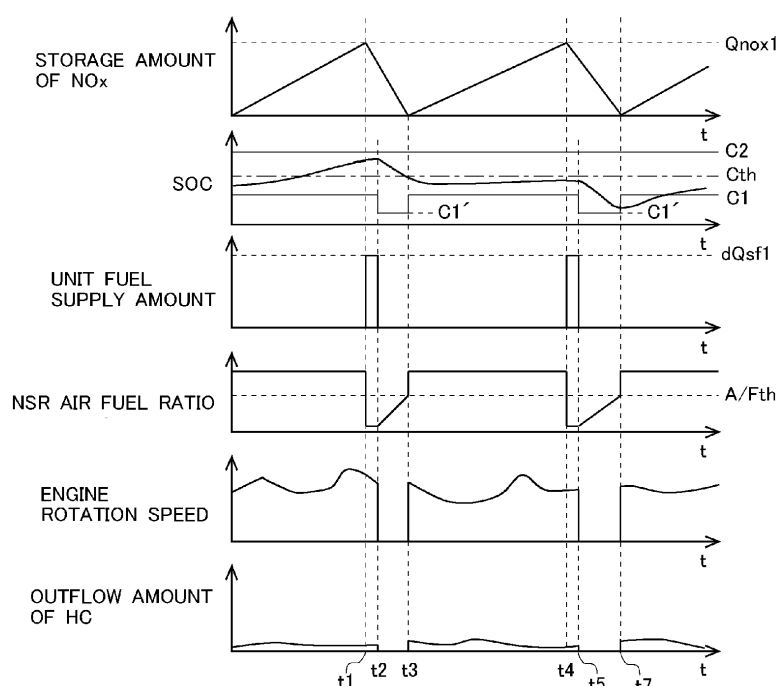 STORAGE AMOUNT
OF NOx
Qnox1
t
SOC
C2
Cth
C1
C1´
C1´
t
UNIT FUEL
SUPPLY AMOUNT
dQsf1
t
NSR AIR FUEL RATIO
A/Fth
t
ENGINE
ROTATION SPEED
t
OUTFLOW AMOUNT
OF HC
t
t1
t2
t3
t4
t5
t7